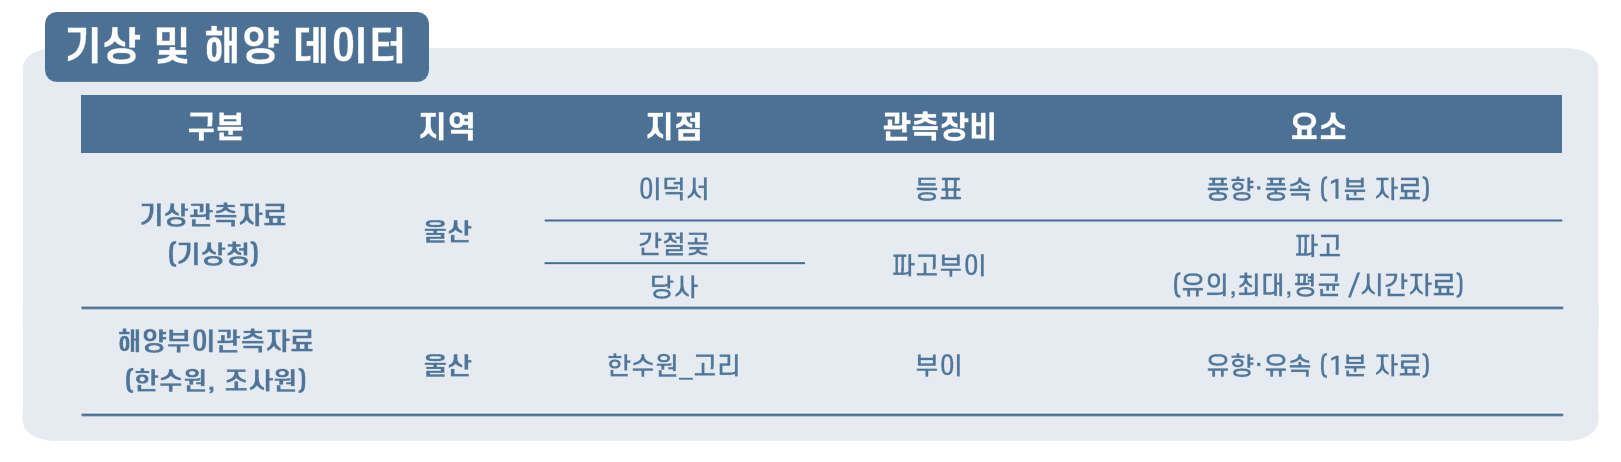 기상 및 해양 데이터
구분 지역 지점 관측장비 요소
기상관측자료
(기상청)
울산
이덕서 등표 풍향·풍속 (1분 자료)
간절곶
당사
파고부이
파고
(유의,최대,평균 /시간자료)
해양부이관측자료
(한수원, 조사원)
울산 한수원_고리 부이 유향·유속 (1분 자료)